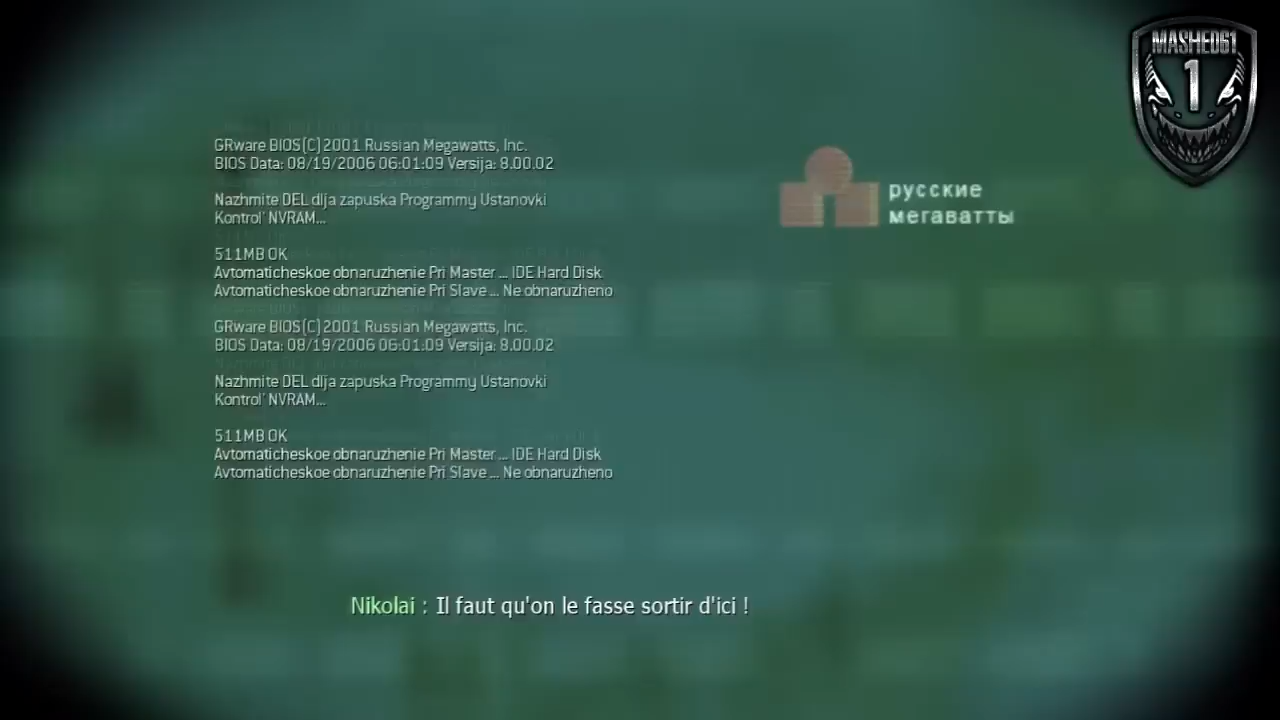 MASHED61
1
GRware BIOS(C)2001 Russian Megawatts, Inc.
BIOS Data: 08/19/2006 06:01:09 Versija: 8.00.02
Nazhmite DEL dlja zapuska Programmy Ustanovki
Kontrol' NVRAM...
511MB OK
Avtomaticheskoe obnaruzhenie Pri Master ... IDE Hard Disk
Avtomaticheskoe obnaruzhenie Pri Slave ... Ne obnaruzheno
GRware BIOS(C)2001 Russian Megawatts, Inc.
BIOS Data: 08/19/2006 06:01:09 Versija: 8.00.02
Nazhmite DEL dlja zapuska Programmy Ustanovki
Kontrol' NVRAM...
511MB OK
Avtomaticheskoe obnaruzhenie Pri Master ... IDE Hard Disk
Avtomaticheskoe obnaruzhenie Pri Slave ... Ne obnaruzheno
русские
мегаватты
Nikolai : Il faut qu'on le fasse sortir d'ici !